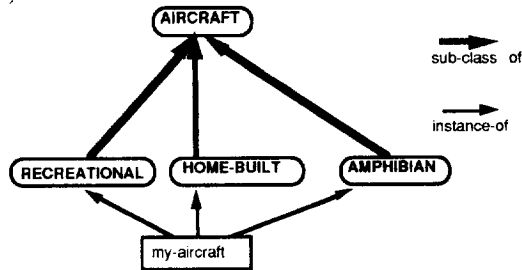 AIRCRAFT
sub-class of
instance-of
RECREATIONAL
HOME-BUILT
AMPHIBIAN
my-aircraft